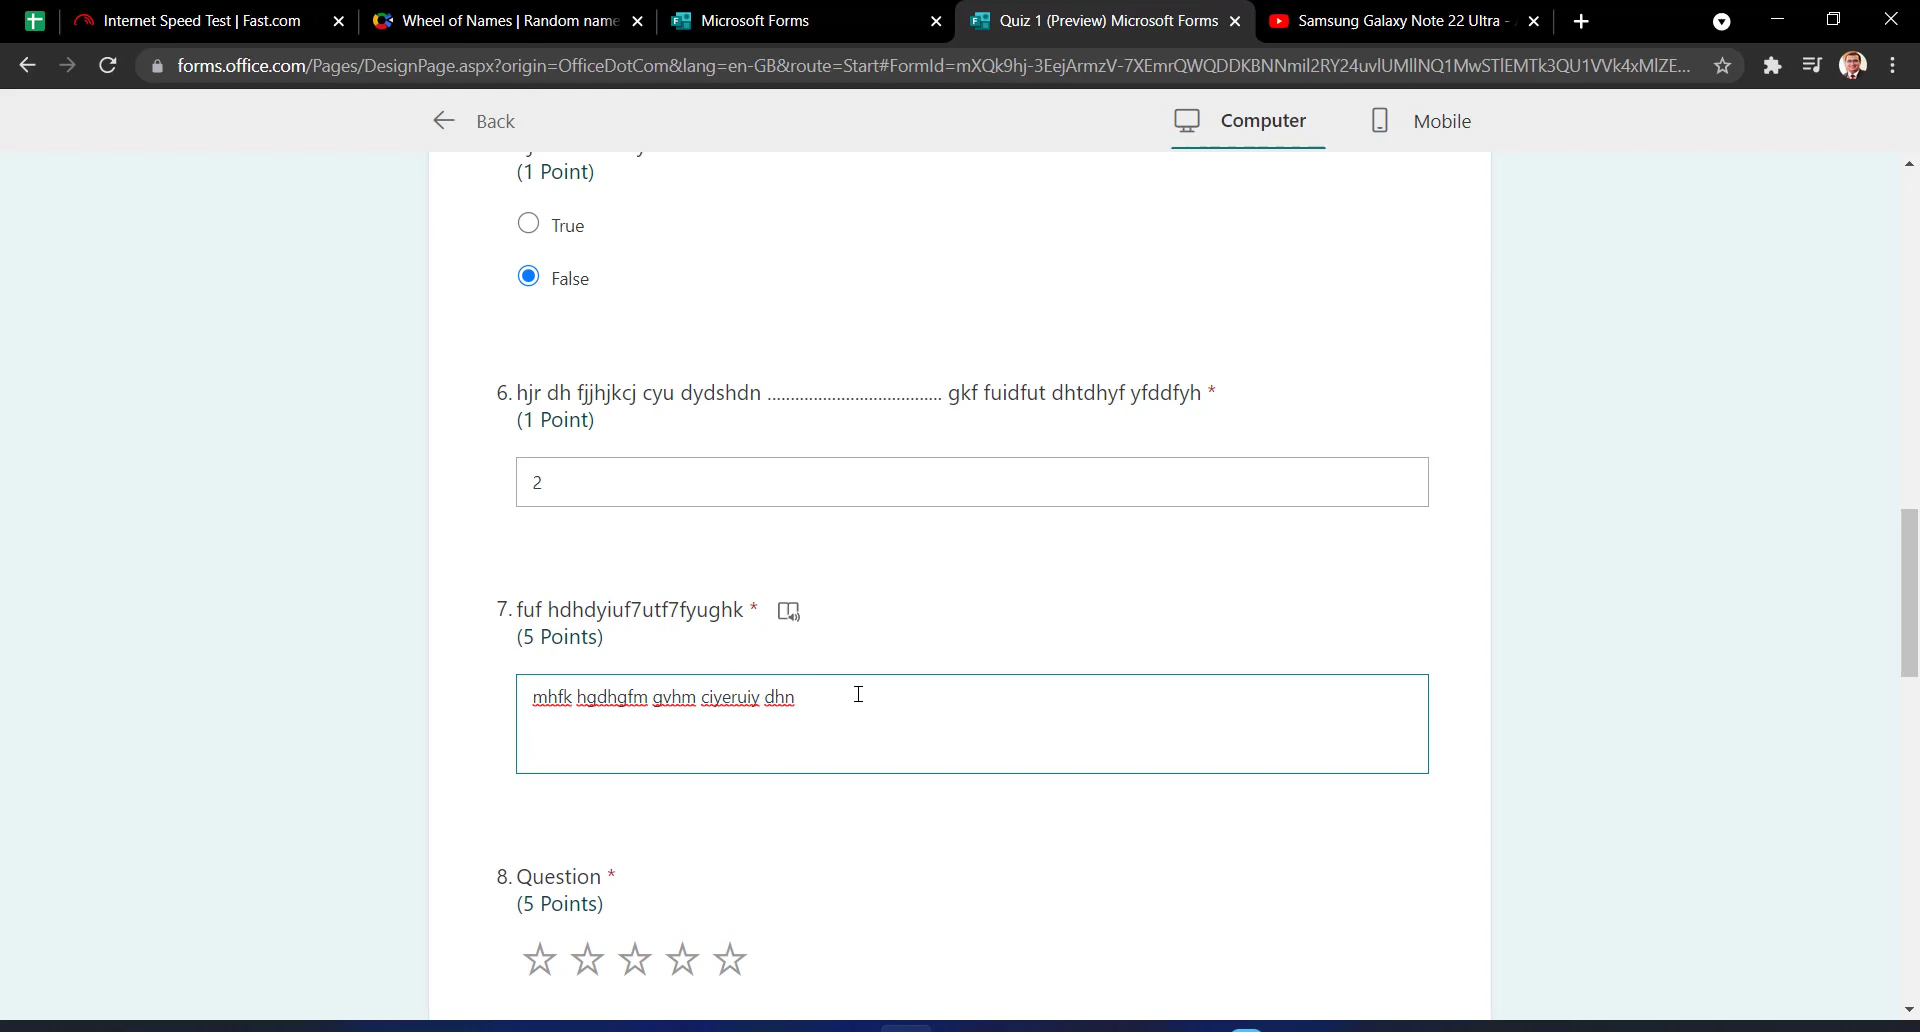 Internet Speed Test | Fast.com
Wheel of Names | Random name
Microsoft Forms
Quiz 1 (Preview) Microsoft Forms
Samsung Galaxy Note 22 Ultra -
forms.office.com/Pages/DesignPage.aspx?origin=OfficeDotCom&lang=en-GB&route=Start#FormId=mXQk9hj-3EejArmzV-7XEmrQWQDDKBNNmil2RY24uvlUMllNQ1MwSTlEMTk3QU1VVk4xMlZE...
Back
Computer
Mobile
(1 Point)
True
False
6. hjr dh fjjhjkcj cyu dydshdn ...................................... gkf fuidfut dhtdhyf yfddfyh *
(1 Point)
2
7. fuf hdhdyiuf7utf7fyughk *
(5 Points)
mhfk hgdhgfm gvhm ciyeruiy dhn
8. Question *
(5 Points)